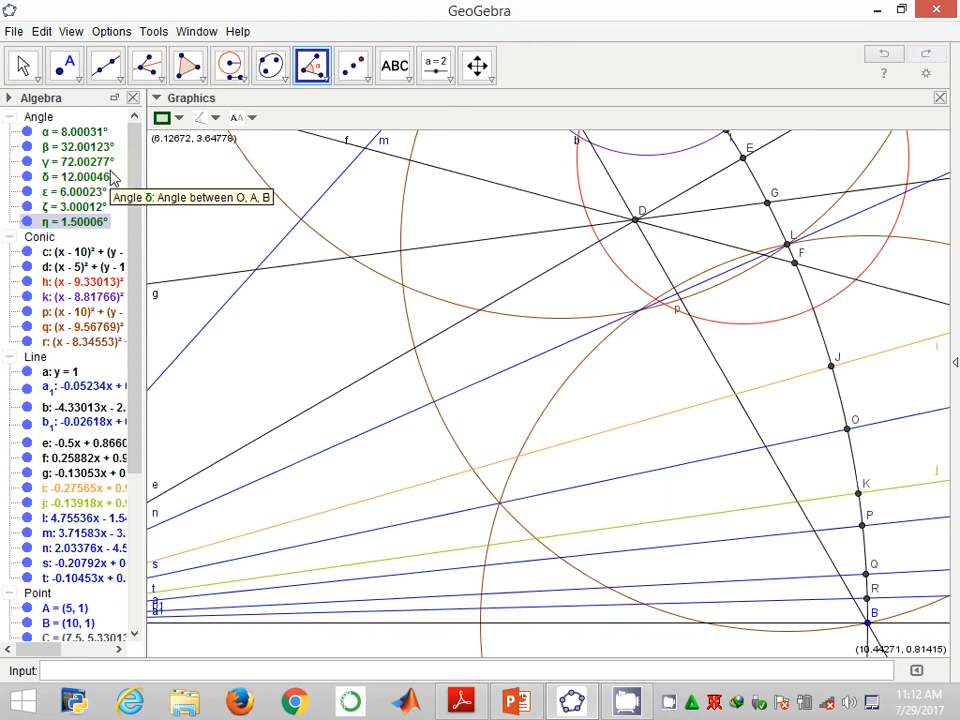 GeoGebra
File Edit View Options Tools Window Help
ABC
a = 2
?
Algebra
Graphics
AA
Angle
α = 8.00031°
β = 32.00123°
γ = 72.00277°
δ = 12.00046
ε = 6.00023°
ζ = 3.00012°
η = 1.50006°
Angle δ: Angle between O, A, B
Conic
c: (x - 10)² + (y -
d: (x - 5)² + (y - 1
h: (x - 9.33013)²
k: (x - 8.81766)²
p: (x - 10)² + (y -
q: (x - 9.56769)²
r: (x - 8.34553)²
Line
a: y = 1
a₁: -0.05234x +
b: -4.33013x - 2.
b₁: -0.02618x +
e: -0.5x + 0.8660
f: 0.25882x + 0.9
g: -0.13053x + 0.
i: -0.27565x + 0.
j: -0.13918x + 0.
l: 4.75536x - 1.5
m: 3.71583x - 3.
n: 2.03376x - 4.5
s: -0.20792x + 0.
t: -0.10453x + 0.
Point
A = (5, 1)
B = (10, 1)
C = (7.5, 5.33013
(6.12672, 3.64778)
f
m
b
E
G
D
L
F
g
p
i
J
O
e
n
j
K
P
s
t
Q
R
B
(10.44271, 0.81415)
Input:
11:12 AM
7/29/2017